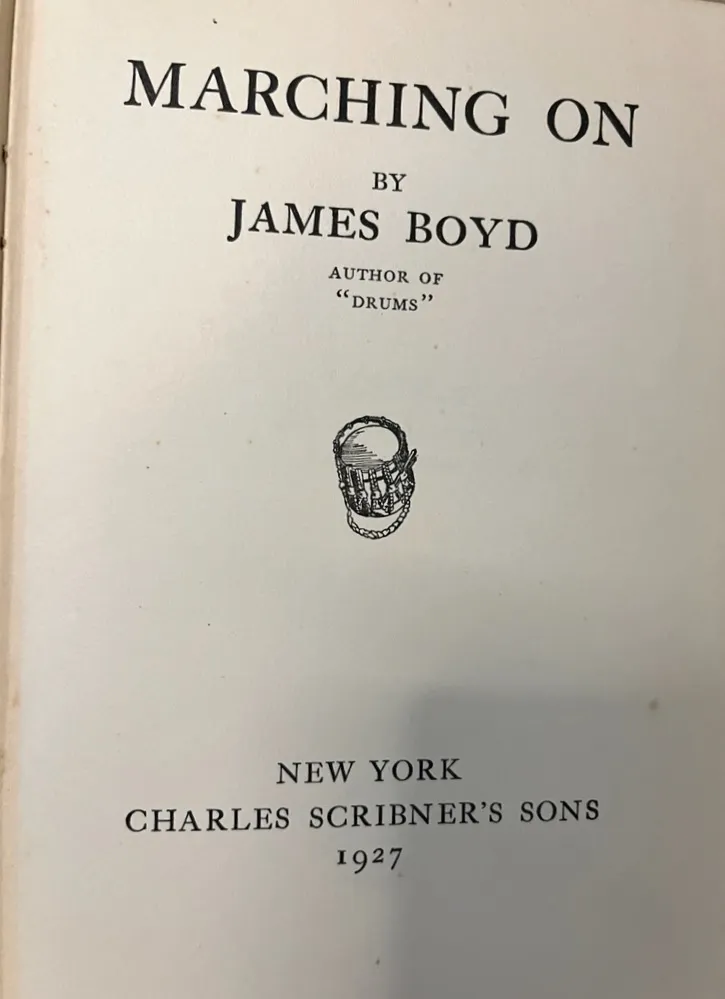 MARCHING ON
BY
JAMES BOYD
AUTHOR OF
“DRUMS”
NEW YORK
CHARLES SCRIBNER’S SONS
1927